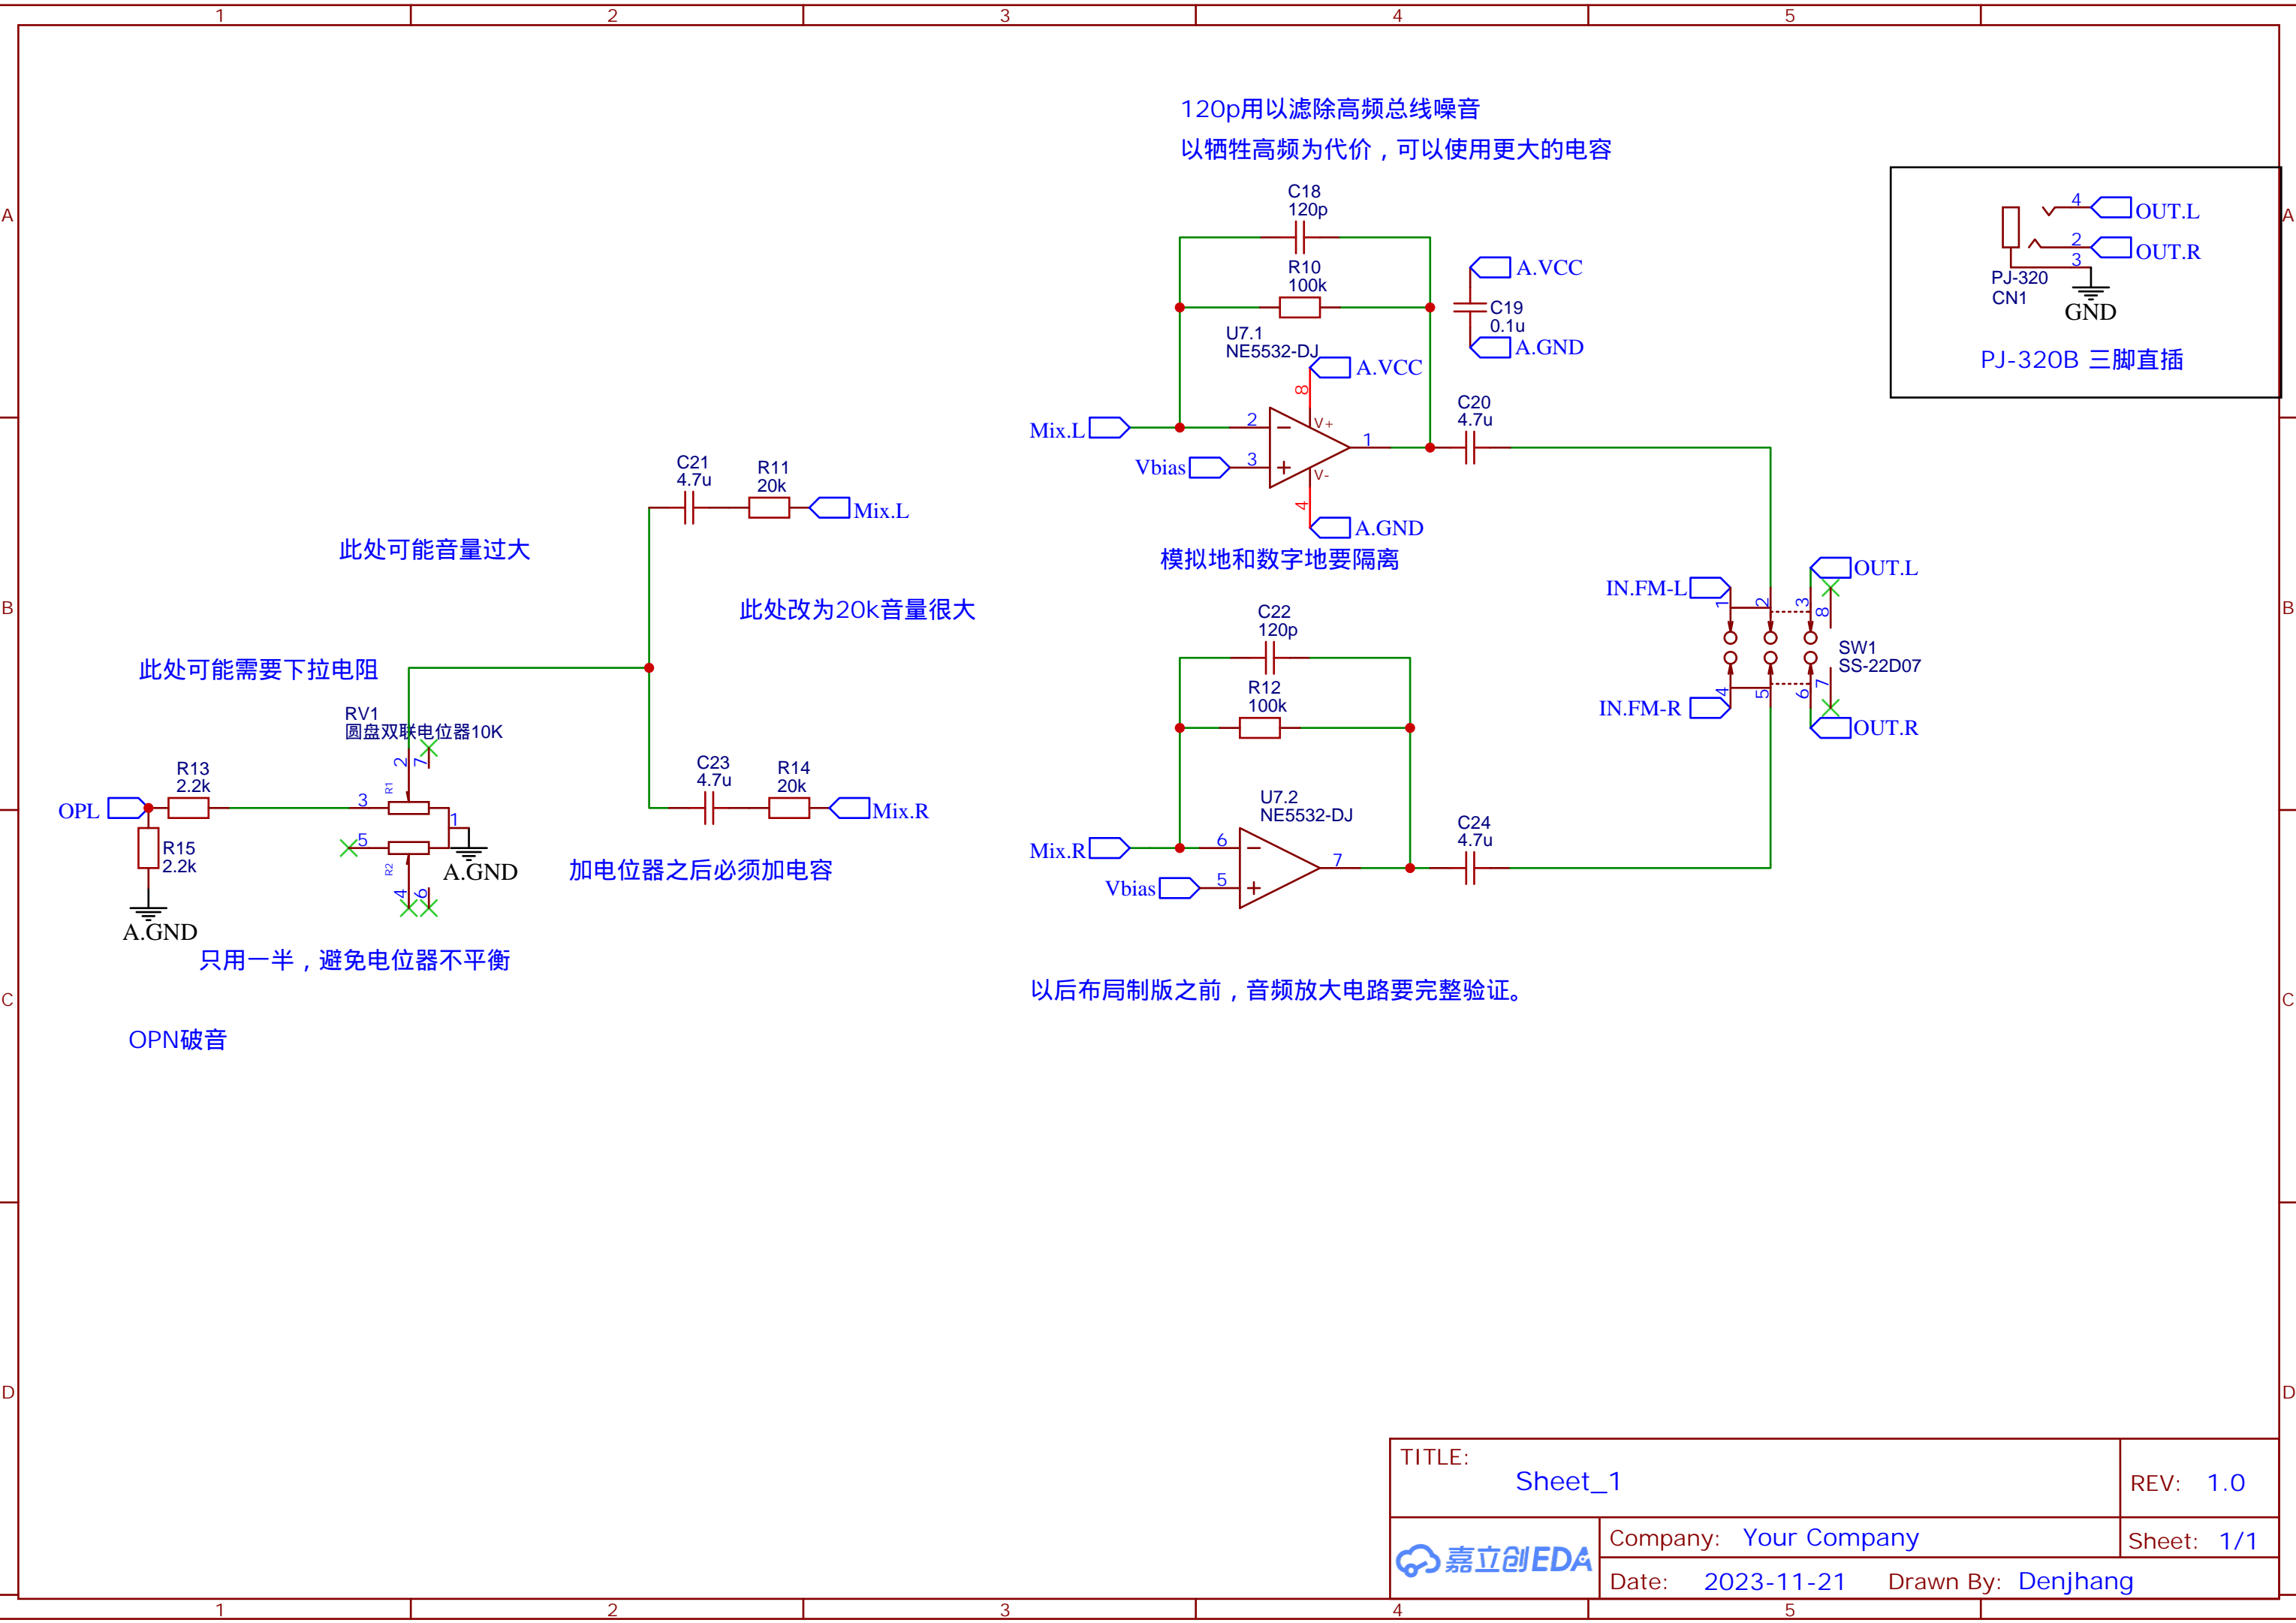 1 2 3 4 5
120p用以滤除高频总线噪音
以牺牲高频为代价，可以使用更大的电容
A
A
C18
120p
4
OUT.L
2
OUT.R
3
PJ-320
CN1
GND
PJ-320B 三脚直插
R10
100k
A.VCC
C19
0.1u
A.GND
U7.1
NE5532-DJ
A.VCC
8
V+
Mix.L
2
1
Vbias
3
V-
4
A.GND
C20
4.7u
模拟地和数字地要隔离
C21
4.7u
R11
20k
Mix.L
此处可能音量过大
此处改为20k音量很大
B
B
IN.FM-L
OUT.L
1
2
3
8
SW1
SS-22D07
4
5
6
7
IN.FM-R
OUT.R
C22
120p
R12
100k
此处可能需要下拉电阻
RV1
圆盘双联电位器10K
2
7
R1
3
1
5
R2
4
6
A.GND
OPL
R13
2.2k
R15
2.2k
A.GND
C23
4.7u
R14
20k
Mix.R
加电位器之后必须加电容
U7.2
NE5532-DJ
Mix.R
6
7
Vbias
5
C24
4.7u
只用一半，避免电位器不平衡
以后布局制版之前，音频放大电路要完整验证。
C
C
OPN破音
D
D
TITLE:
Sheet_1
REV: 1.0
嘉立创EDA
Company: Your Company
Sheet: 1/1
Date: 2023-11-21
Drawn By: Denjhang
1 2 3 4 5